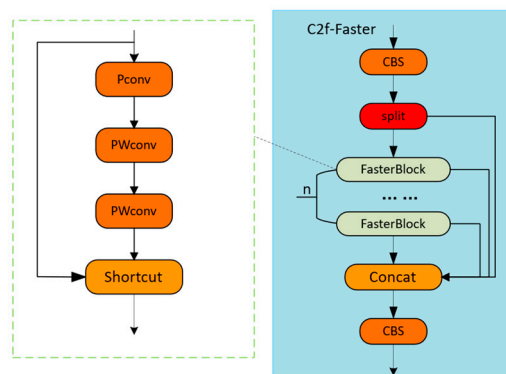 Pconv
PWconv
PWconv
Shortcut
C2f-Faster
CBS
split
FasterBlock
n
... ...
FasterBlock
Concat
CBS